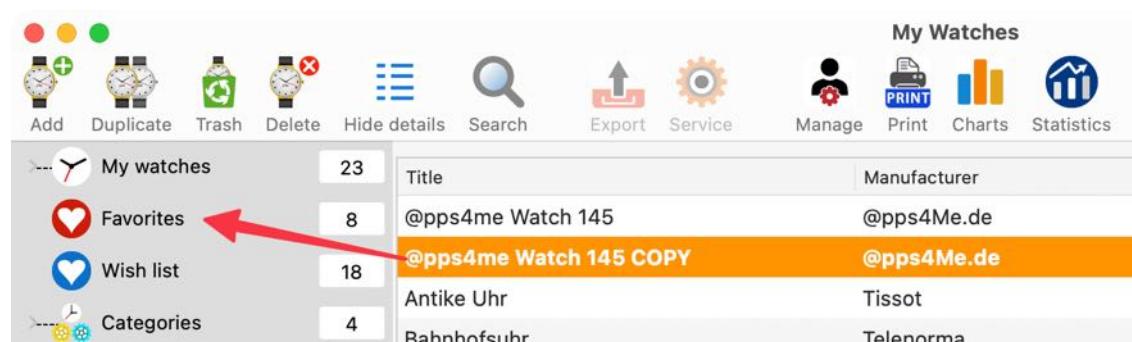 My Watches
PRINT
Add Duplicate Trash Delete Hide details Search Export Service Manage Print Charts Statistics
My watches 23
Title Manufacturer
Favorites 8
@pps4me Watch 145 @pps4Me.de
@pps4me Watch 145 COPY @pps4Me.de
Wish list 18
Antike Uhr Tissot
Categories 4
Bahnhofsuhr Telenorma